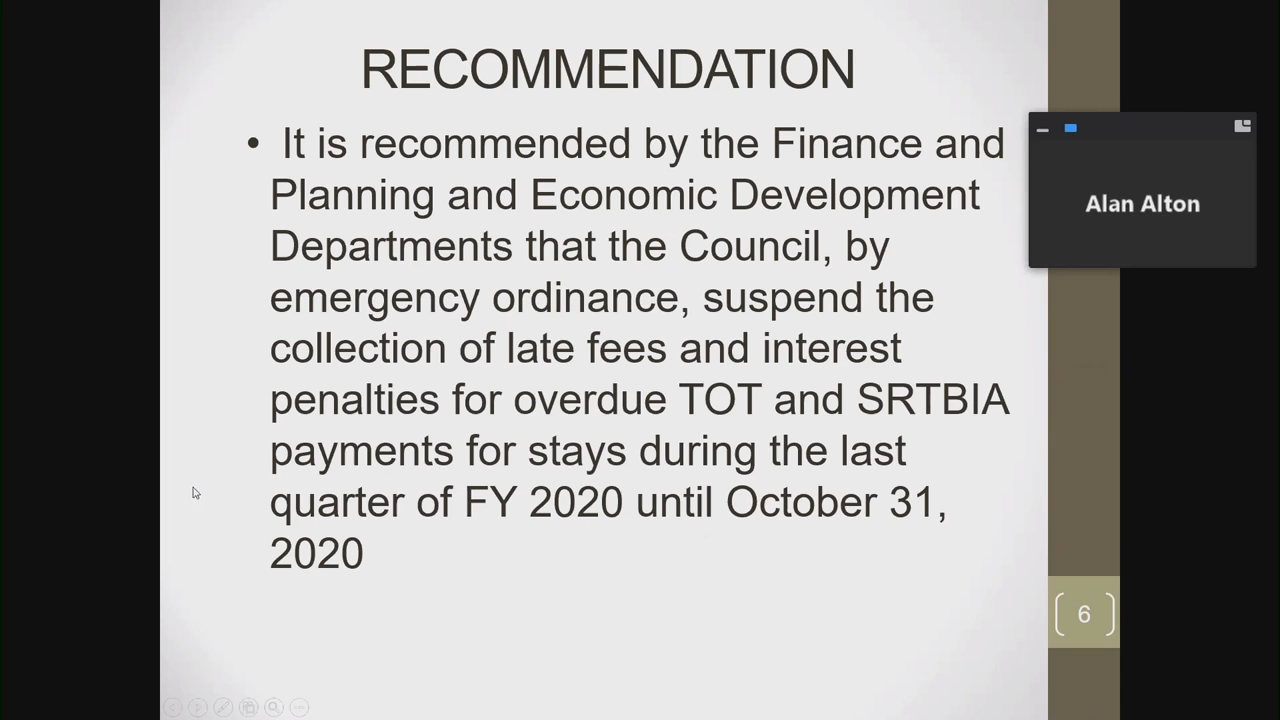 RECOMMENDATION
• It is recommended by the Finance and
Planning and Economic Development
Departments that the Council, by
emergency ordinance, suspend the
collection of late fees and interest
penalties for overdue TOT and SRTBIA
payments for stays during the last
quarter of FY 2020 until October 31,
2020
Alan Alton
6